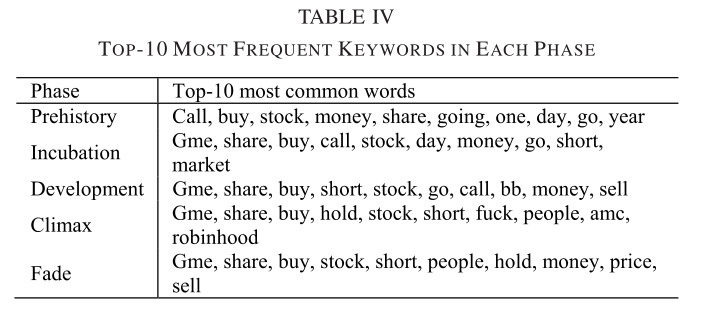 TABLE IV
TOP-10 MOST FREQUENT KEYWORDS IN EACH PHASE
Phase Top-10 most common words
Prehistory Call, buy, stock, money, share, going, one, day, go, year
Incubation Gme, share, buy, call, stock, day, money, go, short,
market
Development Gme, share, buy, short, stock, go, call, bb, money, sell
Climax Gme, share, buy, hold, stock, short, fuck, people, amc,
robinhood
Fade Gme, share, buy, stock, short, people, hold, money, price,
sell